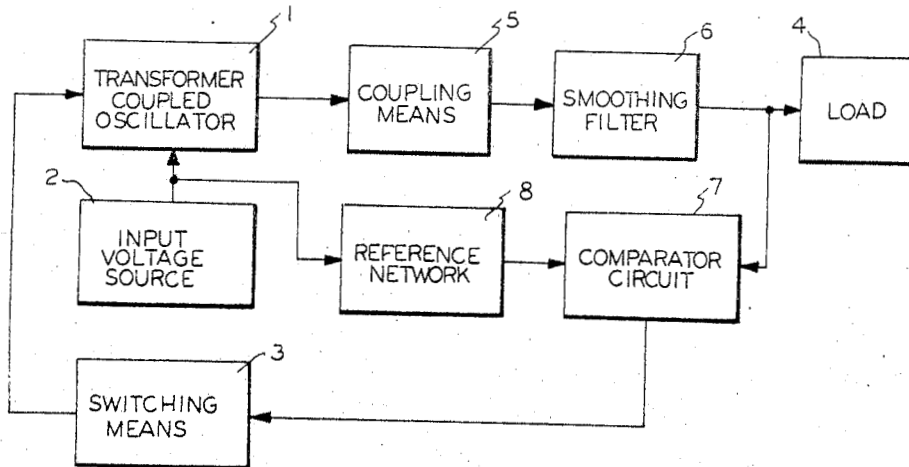 1
TRANSFORMER
COUPLED
OSCILLATOR
5
COUPLING
MEANS
6
SMOOTHING
FILTER
4
LOAD
2
INPUT
VOLTAGE
SOURCE
8
REFERENCE
NETWORK
7
COMPARATOR
CIRCUIT
3
SWITCHING
MEANS